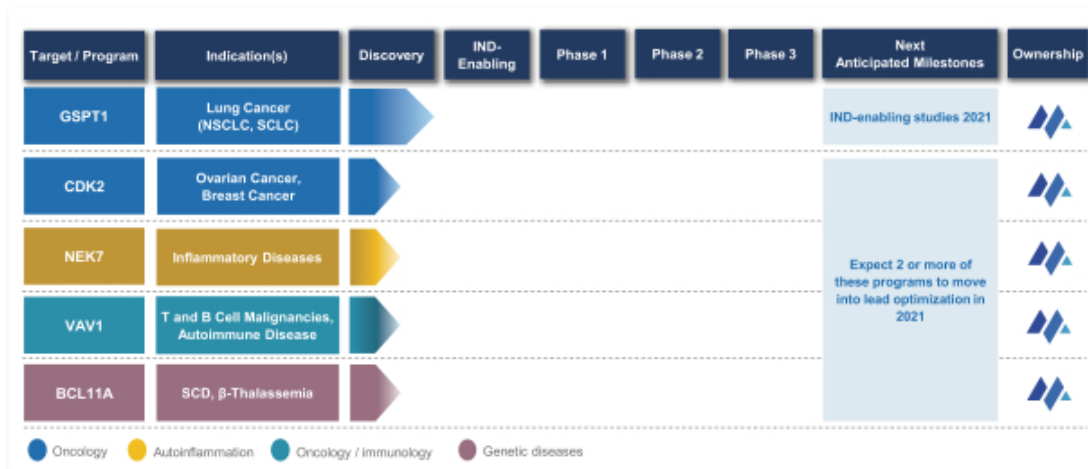 Target / Program
Indication(s)
Discovery
IND-
Enabling
Phase 1
Phase 2
Phase 3
Next
Anticipated Milestones
Ownership
GSPT1
Lung Cancer
(NSCLC, SCLC)
IND-enabling studies 2021
CDK2
Ovarian Cancer,
Breast Cancer
NEK7
Inflammatory Diseases
Expect 2 or more of
these programs to move
into lead optimization in
2021
VAV1
T and B Cell Malignancies,
Autoimmune Disease
BCL11A
SCD, β-Thalassemia
Oncology
Autoinflammation
Oncology / immunology
Genetic diseases